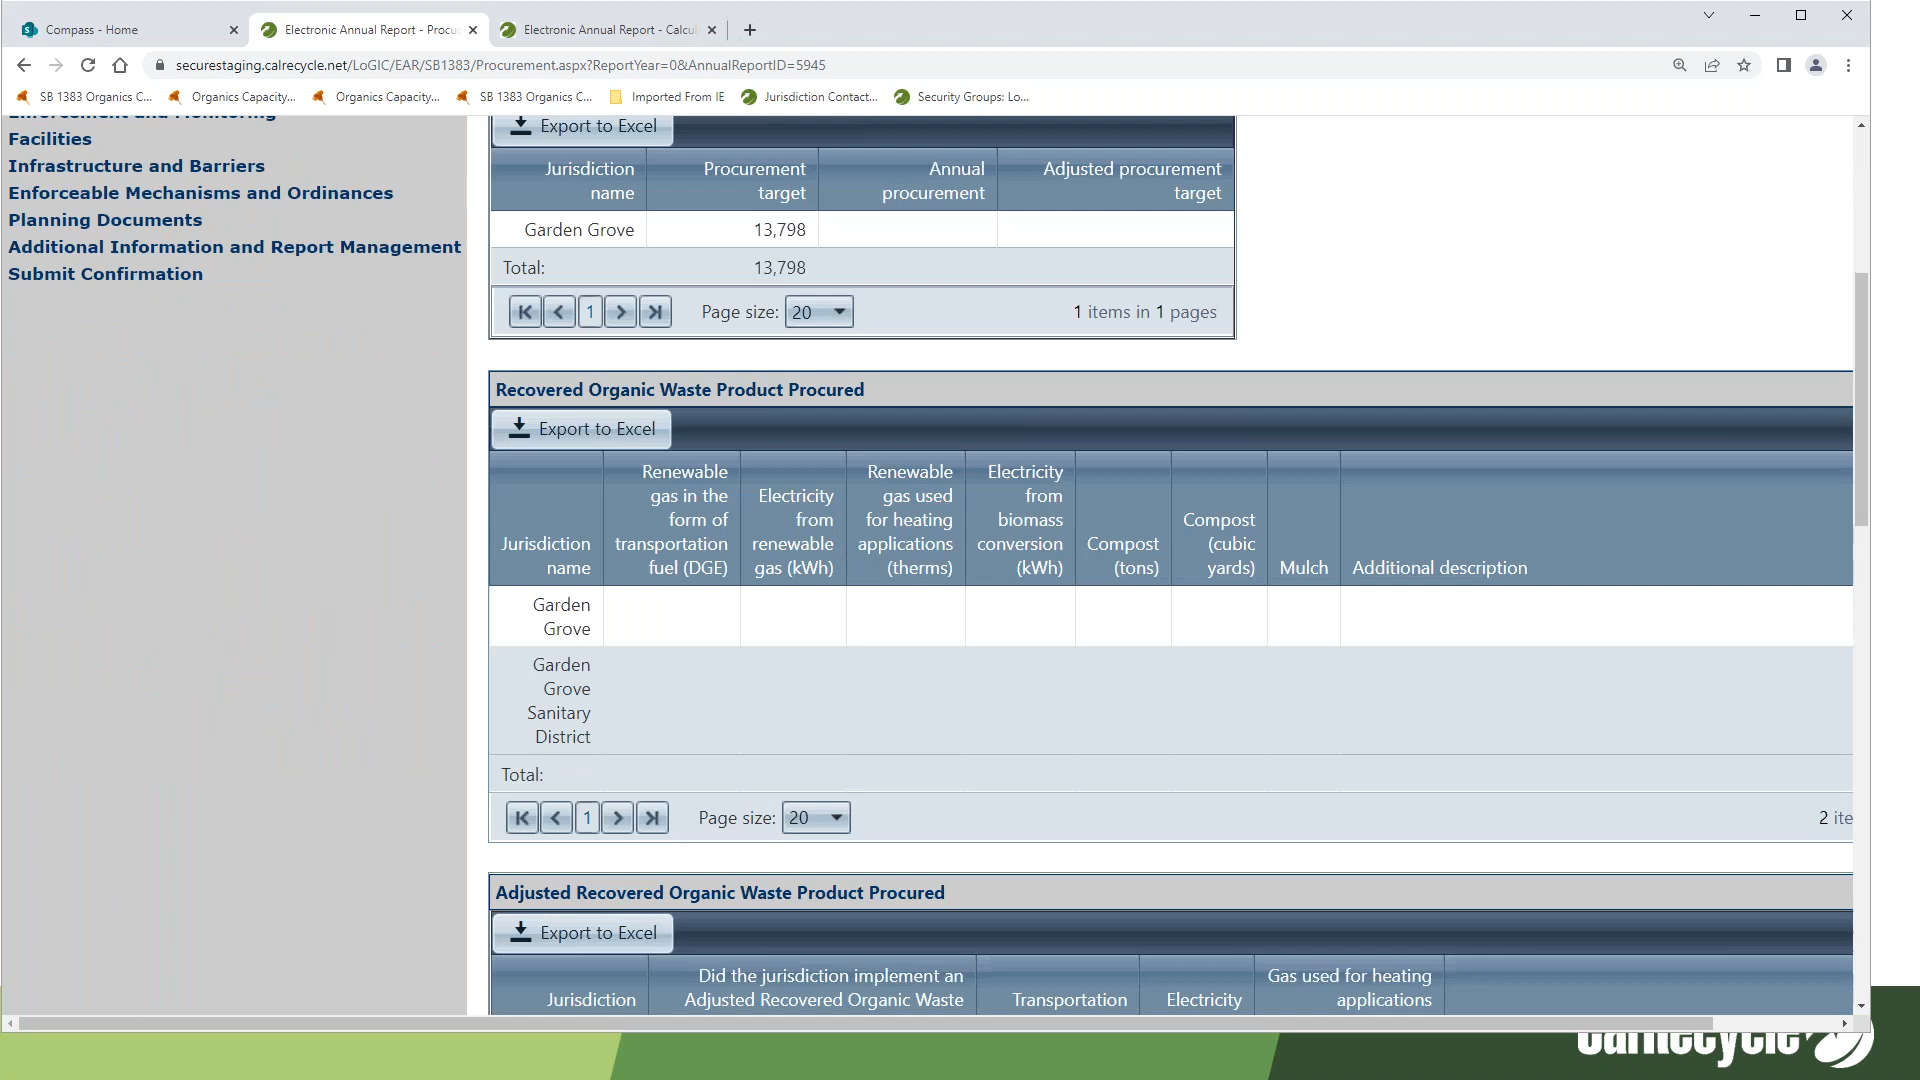 Compass - Home
Electronic Annual Report - Procu
Electronic Annual Report - Calcul
securestaging.calrecycle.net/LoGIC/EAR/SB1383/Procurement.aspx?ReportYear=0&AnnualReportID=5945
SB 1383 Organics C...
Organics Capacity...
Organics Capacity...
SB 1383 Organics C...
Imported From IE
Jurisdiction Contact...
Security Groups: Lo...
Enforcement and Monitoring
Facilities
Infrastructure and Barriers
Enforceable Mechanisms and Ordinances
Planning Documents
Additional Information and Report Management
Submit Confirmation
Export to Excel
Jurisdiction name
Procurement target
Annual procurement
Adjusted procurement target
Garden Grove 13,798
Total: 13,798
1 Page size: 20 1 items in 1 pages
Recovered Organic Waste Product Procured
Export to Excel
Jurisdiction name
Renewable gas in the form of transportation fuel (DGE)
Electricity from renewable gas (kWh)
Renewable gas used for heating applications (therms)
Electricity from biomass conversion (kWh)
Compost (tons)
Compost (cubic yards)
Mulch
Additional description
Garden
Grove
Garden
Grove
Sanitary
District
Total:
1 Page size: 20 2 ite
Adjusted Recovered Organic Waste Product Procured
Export to Excel
Jurisdiction
Did the jurisdiction implement an
Adjusted Recovered Organic Waste
Transportation
Electricity
Gas used for heating
applications
CalRecycle